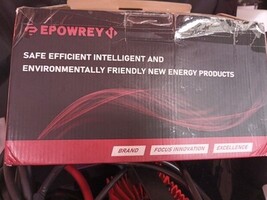 EPOWREY
SAFE EFFICIENT INTELLIGENT AND
ENVIRONMENTALLY FRIENDLY NEW ENERGY PRODUCTS
BRAND FOCUS·INNOVATION EXCELLENCE